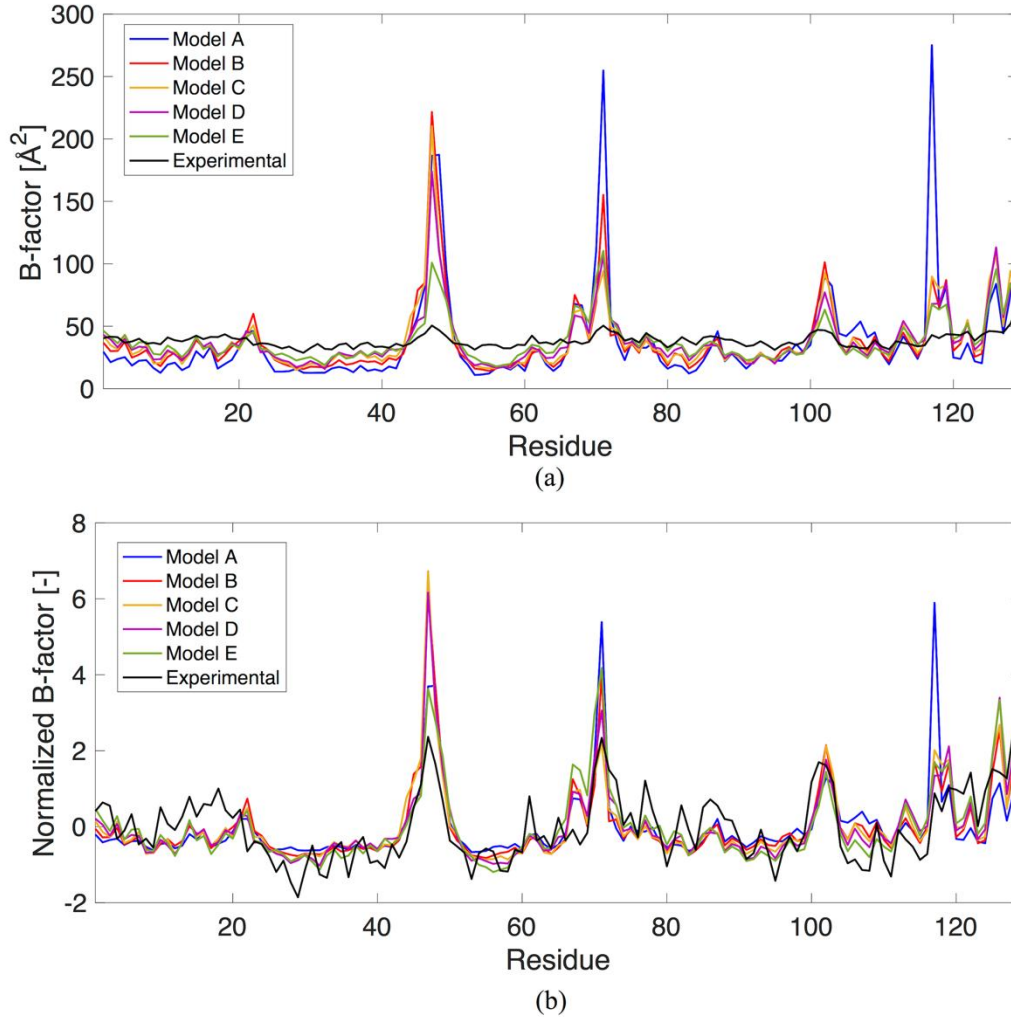 300
250
200
150
100
50
0
B-factor [Å²]
Model A
Model B
Model C
Model D
Model E
Experimental
20 40 60 80 100 120
Residue
(a)
8
6
4
2
0
-2
Normalized B-factor [-]
Model A
Model B
Model C
Model D
Model E
Experimental
20 40 60 80 100 120
Residue
(b)